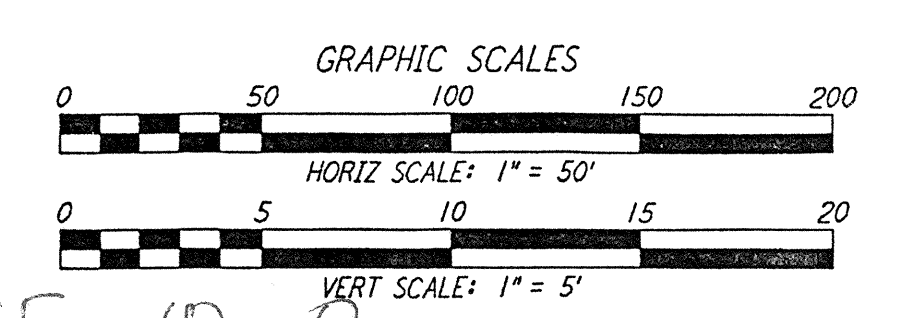 GRAPHIC SCALES
0 50 100 150 200
HORIZ SCALE: 1" = 50'
0 5 10 15 20
VERT SCALE: 1" = 5'